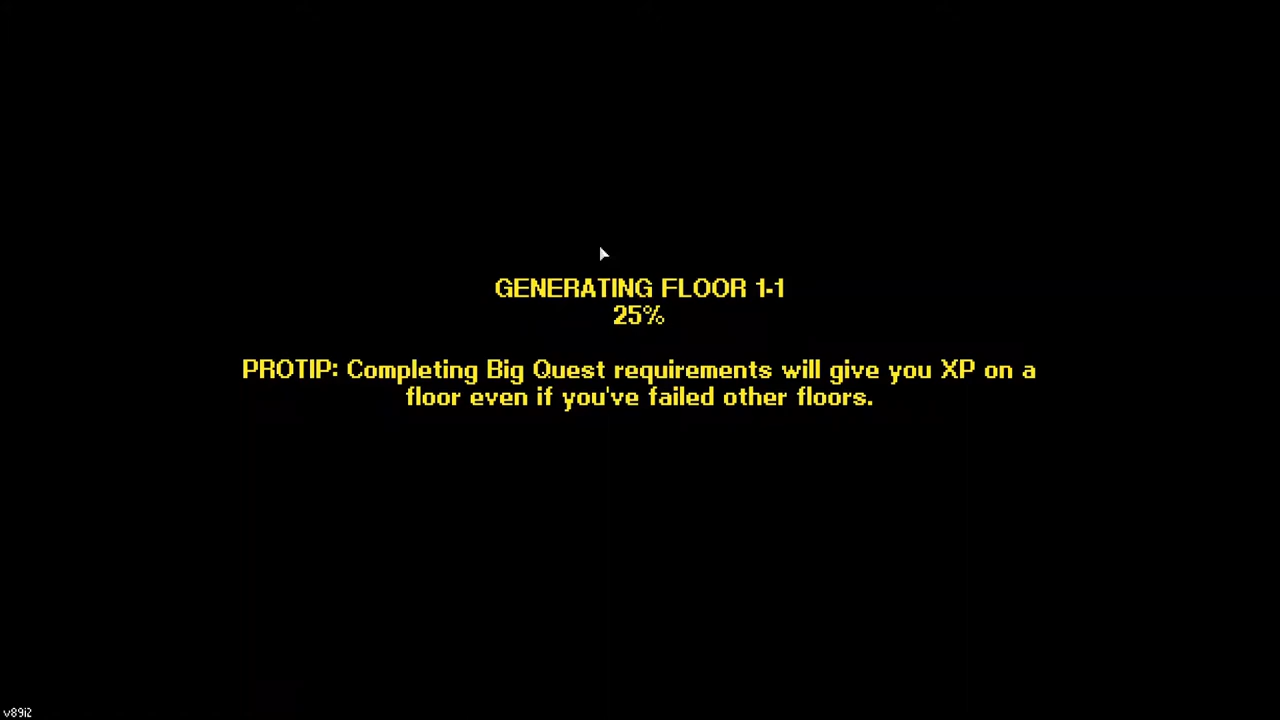 GENERATING FLOOR 1-1
25%
PROTIP: Completing Big Quest requirements will give you XP on a
floor even if you've failed other floors.
v89i2